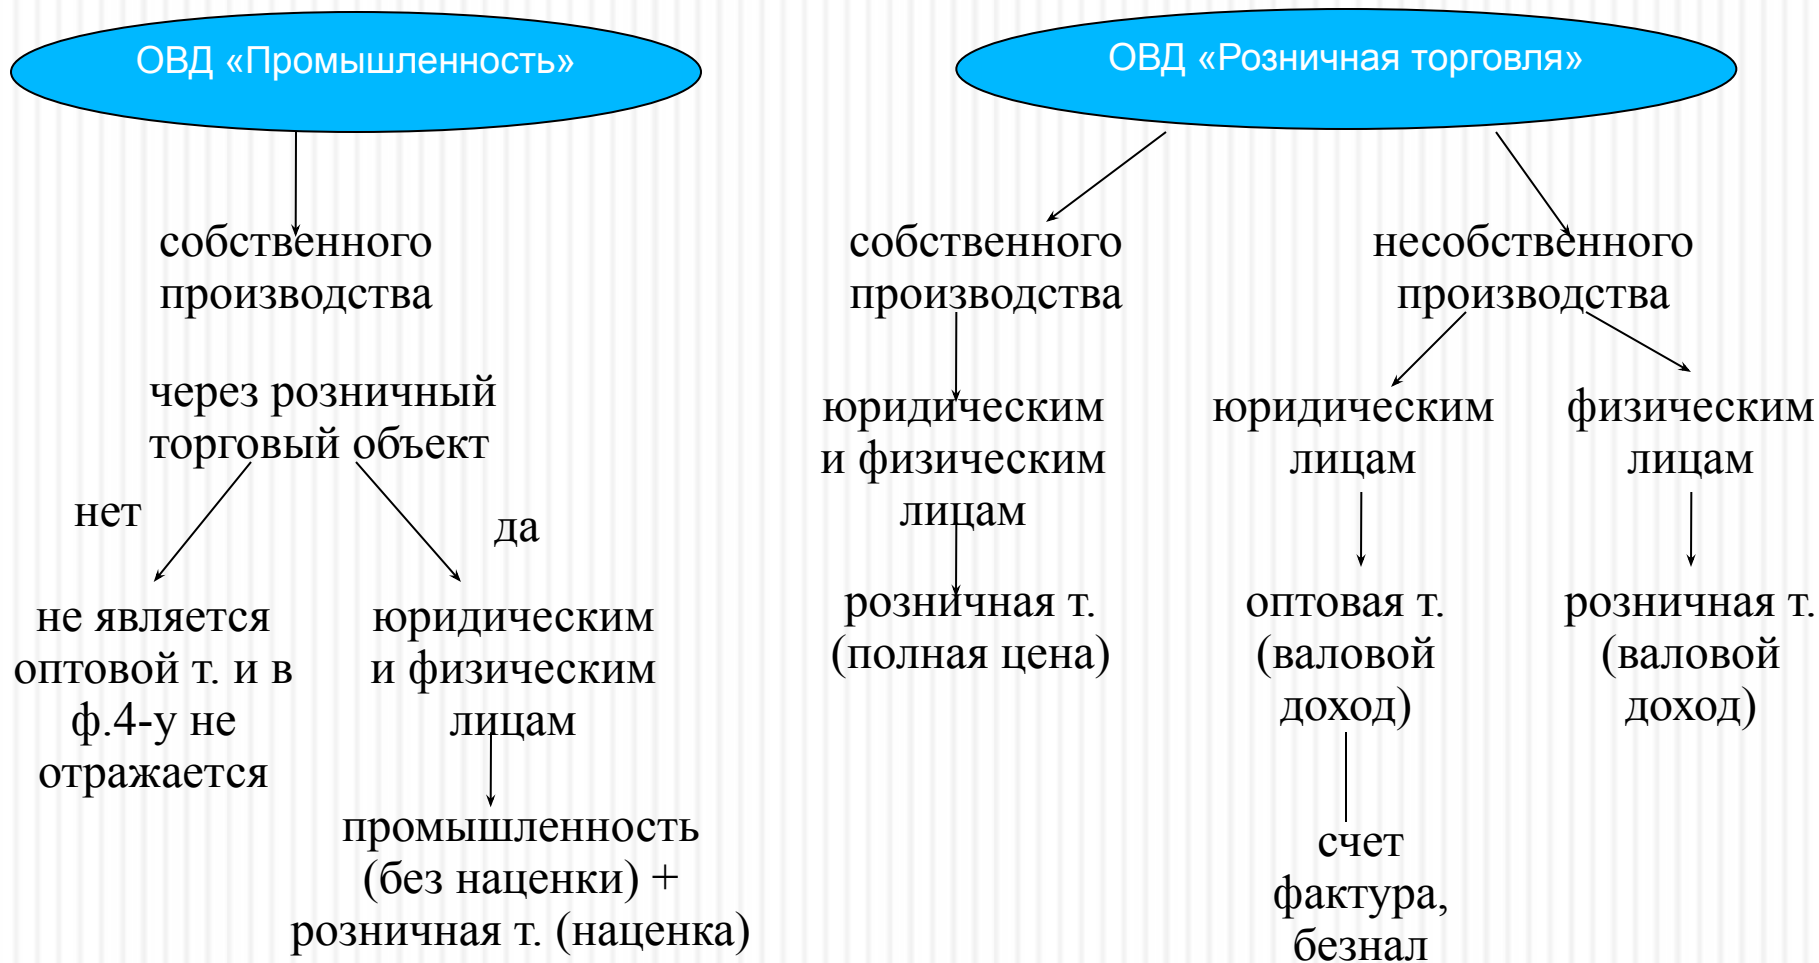 ОВД «Промышленность»
собственного
производства
через розничный
торговый объект
нет
да
не является
оптовой т. и в
ф.4-у не
отражается
юридическим
и физическим
лицам
промышленность
(без наценки) +
розничная т. (наценка)
ОВД «Розничная торговля»
собственного
производства
юридическим
и физическим
лицам
розничная т.
(полная цена)
несобственного
производства
юридическим
лицам
оптовая т.
(валовой
доход)
счет
фактура,
безнал
физическим
лицам
розничная т.
(валовой
доход)